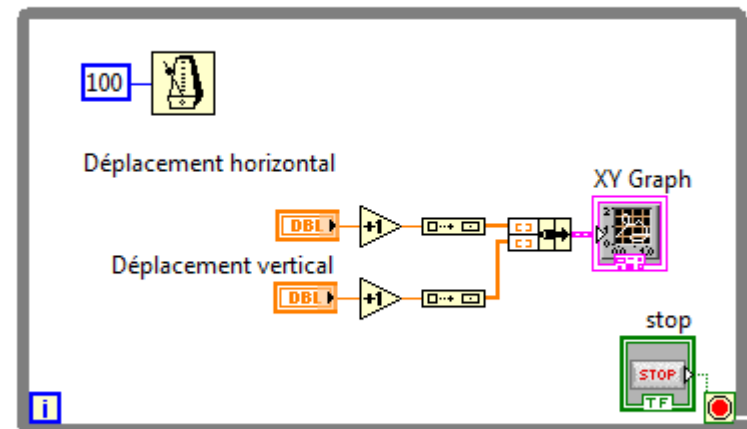 100
Déplacement horizontal
XY Graph
DBL +1
Déplacement vertical
DBL +1
stop
STOP
TF
i